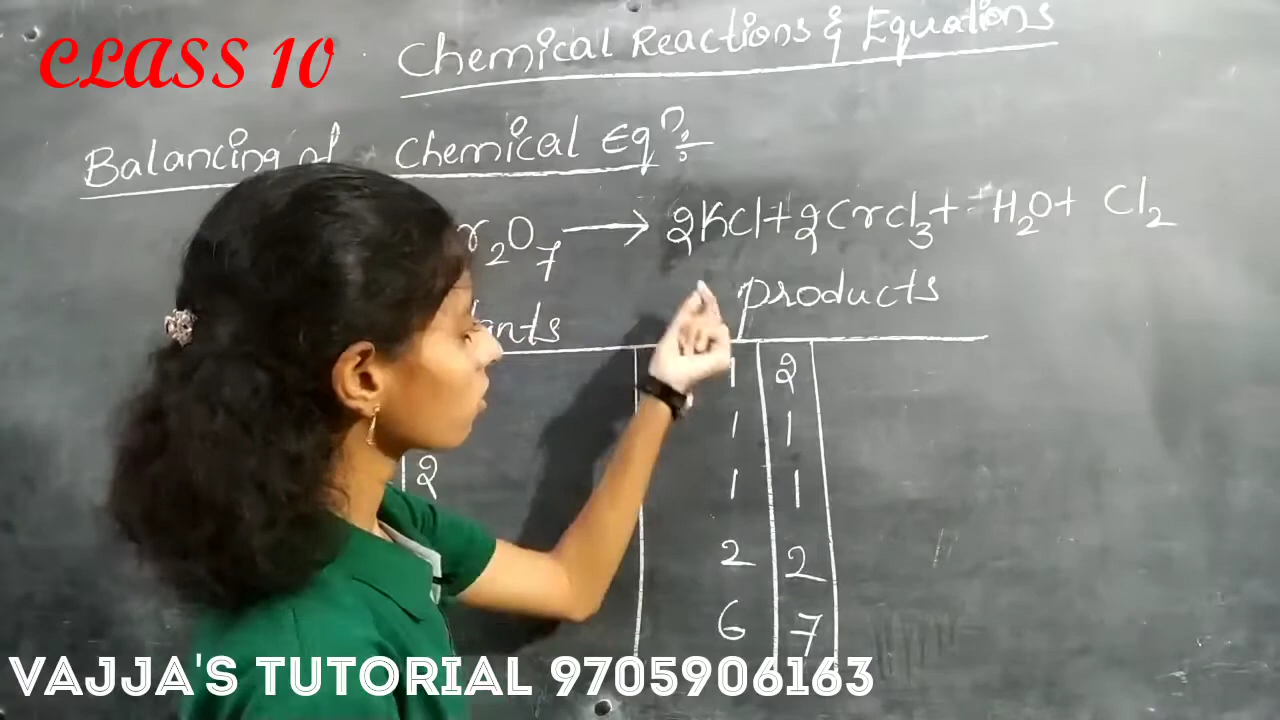 CLASS 10
Chemical Reactions & Equations
Balancing of Chemical Eqn:
r2O7 → 2KCl + 2CrCl3 + H2O + Cl2
ants products
1 2
1 1
1 1
2
2 2
6 7
VAJJA'S TUTORIAL 9705906163